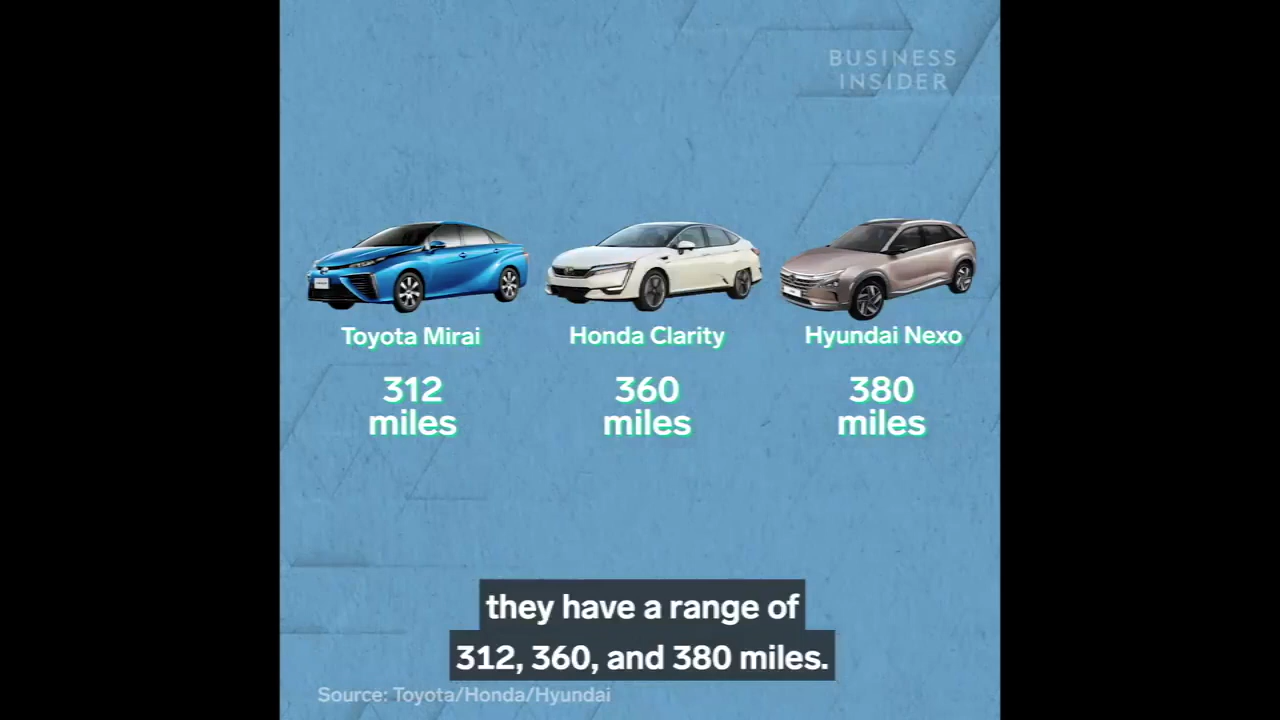 BUSINESS
INSIDER
Toyota Mirai
Honda Clarity
Hyundai Nexo
312
miles
360
miles
380
miles
they have a range of
312, 360, and 380 miles.
Source: Toyota/Honda/Hyundai